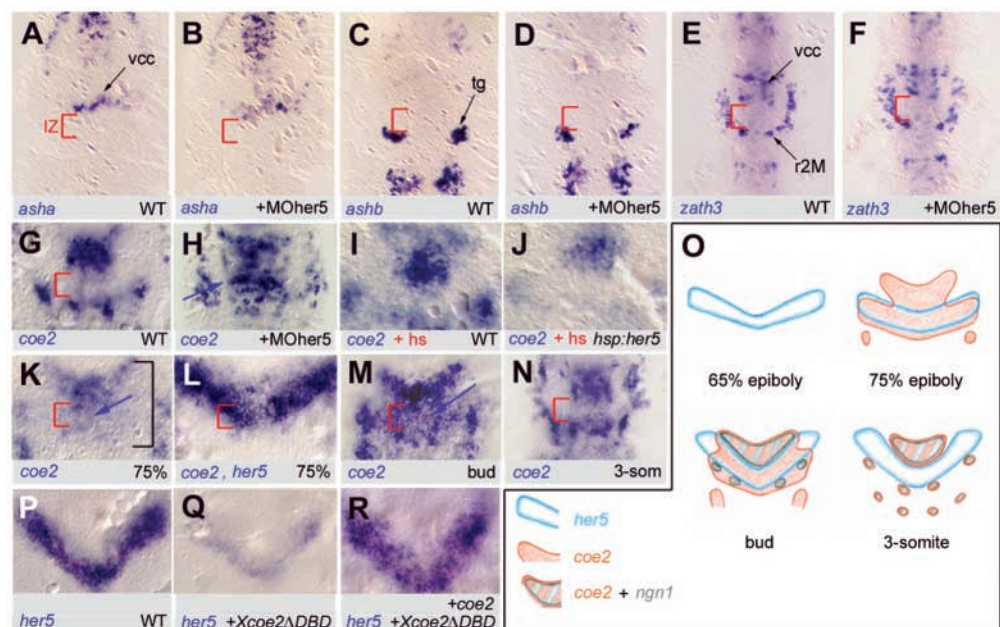 A B C D E F
vcc tg vcc
IZ
r2M
asha WT asha +MOher5 ashb WT ashb +MOher5 zath3 WT zath3 +MOher5
G H I J O
coe2 WT coe2 +MOher5 coe2 + hs WT coe2 + hs hsp:her5
65% epiboly 75% epiboly
K L M N
coe2 75% coe2 , her5 75% coe2 bud coe2 3-som
bud 3-somite
P Q R
her5
coe2
coe2 + ngn1
her5 WT her5 +Xcoe2ΔDBD her5 +coe2
+Xcoe2ΔDBD